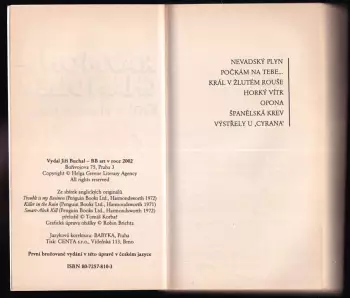 Vydal Jiří Buchal – BB art v roce 2002
Bořivojova 75, Praha 3
Copyright © Helga Greene Literary Agency
All rights reserved
Ze sbírek anglických originálů
Trouble is my Business (Penguin Books Ltd., Harmondsworth 1972)
Killer in the Rain (Penguin Books Ltd., Harmondsworth 1971)
Smart-Aleck Kill (Penguin Books Ltd., Harmondsworth 1972)
přeložil © Tomáš Korbař
Grafická úprava obálky © Robin Brichta
Jazyková korektura: BABYKA, Praha
Tisk: CENTA s.r.o., Vídeňská 113, Brno
První brožované vydání v této úpravě v českém jazyce
ISBN 80-7257-810-1
NEVADSKÝ PLYN
POČKÁM NA TEBE...
KRÁL V ŽLUTÉM ROUŠE
HORKÝ VÍTR
OPONA
ŠPANĚLSKÁ KREV
VÝSTŘELY U ‚CYRANA‘